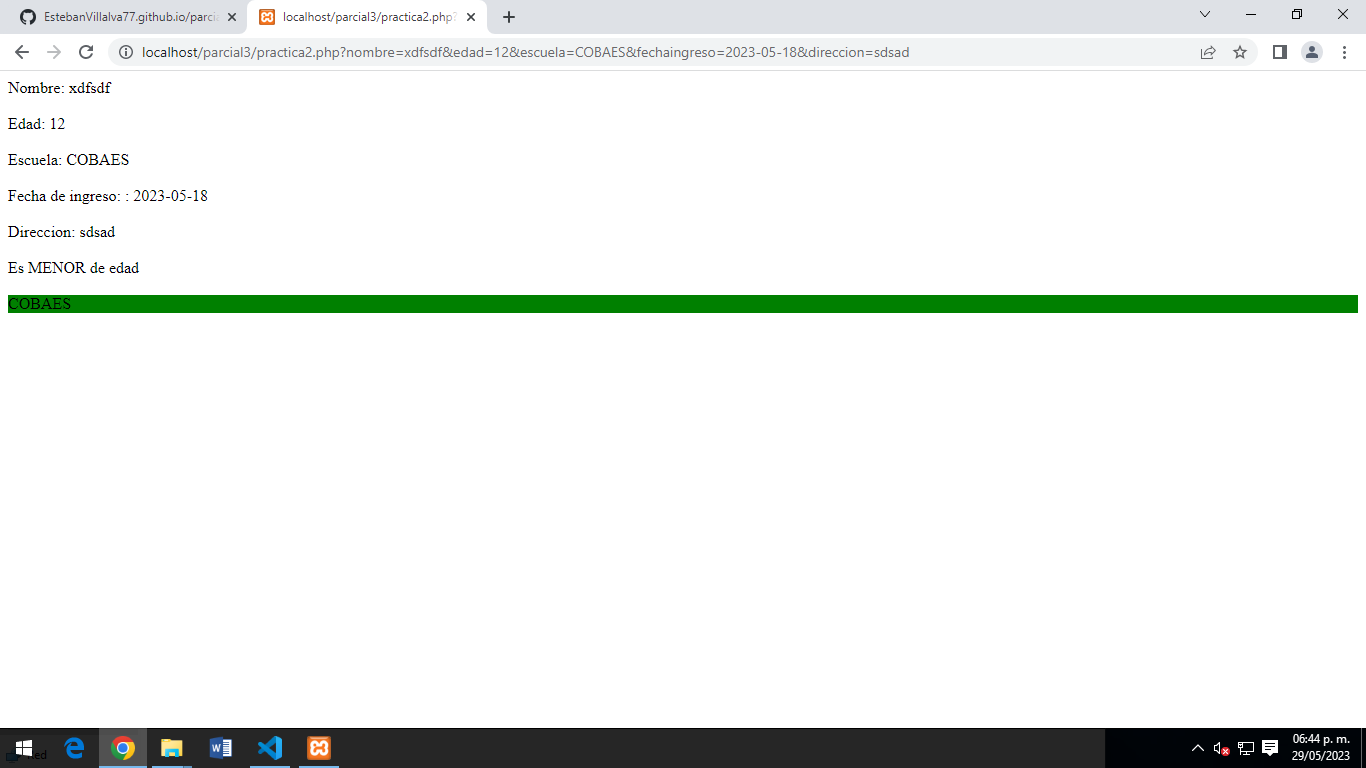 EstebanVillalva77.github.io/parcia
localhost/parcial3/practica2.php?
localhost/parcial3/practica2.php?nombre=xdfsdf&edad=12&escuela=COBAES&fechaingreso=2023-05-18&direccion=sdsad
Nombre: xdfsdf
Edad: 12
Escuela: COBAES
Fecha de ingreso: : 2023-05-18
Direccion: sdsad
Es MENOR de edad
COBAES
06:44 p. m.
29/05/2023